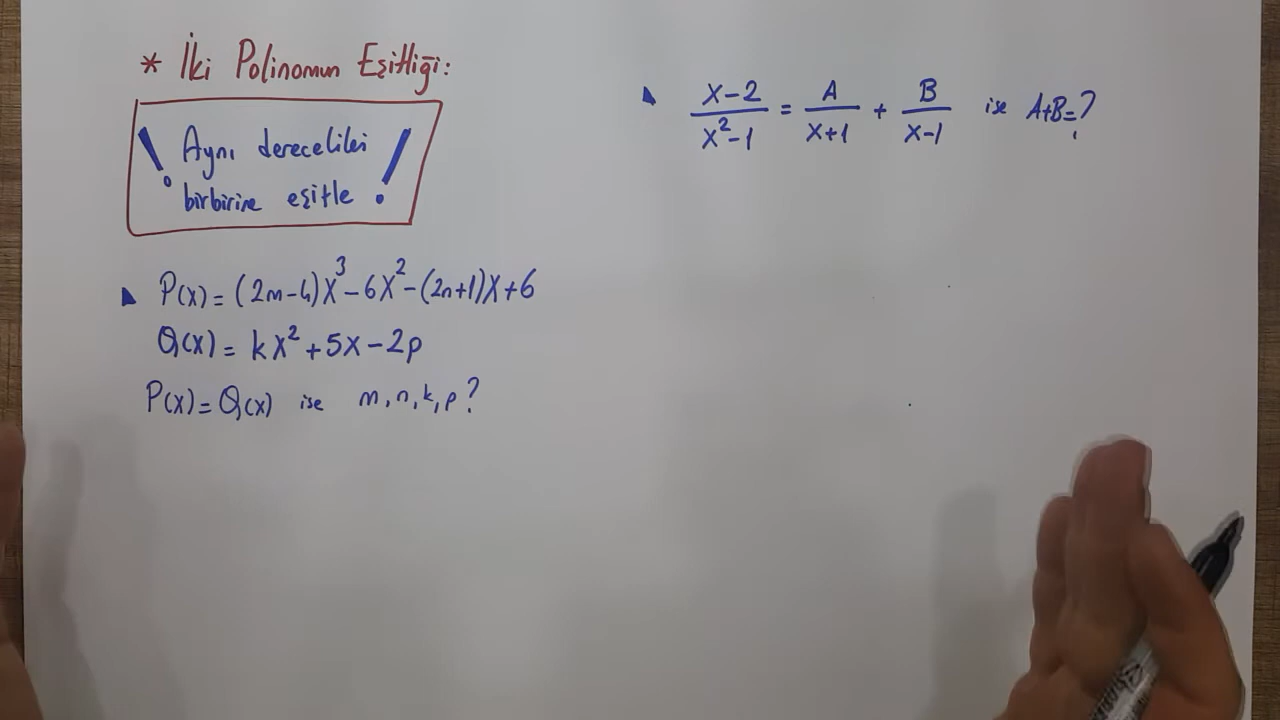 * İki Polinomun Eşitliği:
! Aynı derecelileri
birbirine eşitle !
P(x) = (2m-4)x³ - 6x² - (2n+1)x + 6
Q(x) = kx² + 5x - 2p
P(x) = Q(x) ise m, n, k, p ?
(x-2)/(x²-1) = A/(x+1) + B/(x-1) ise A+B=?